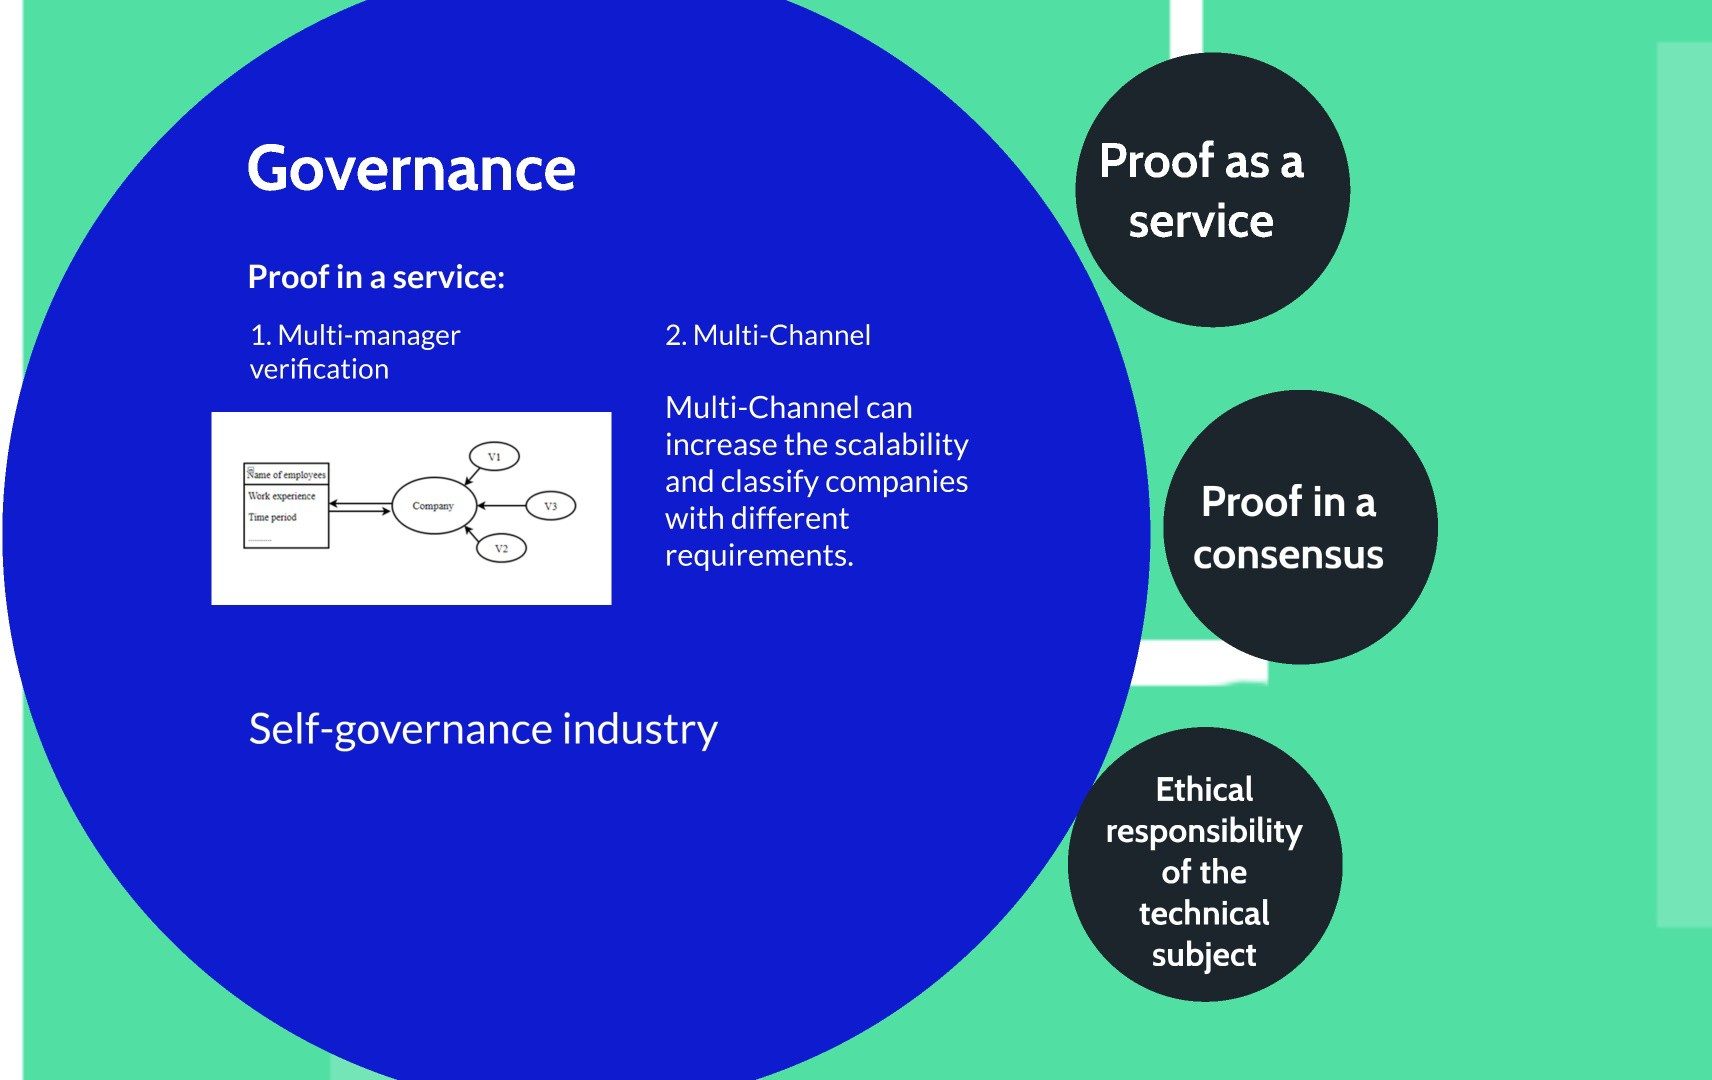 Governance
Proof in a service:
1. Multi-manager
verification
Name of employees
Work experience
Time period
...........
Company
V1
V3
V2
2. Multi-Channel
Multi-Channel can
increase the scalability
and classify companies
with different
requirements.
Self-governance industry
Proof as a
service
Proof in a
consensus
Ethical
responsibility
of the
technical
subject